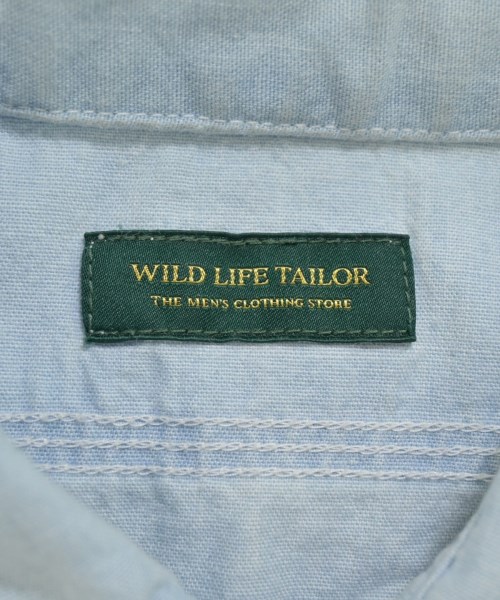 WILD LIFE TAILOR
THE MEN'S CLOTHING STORE